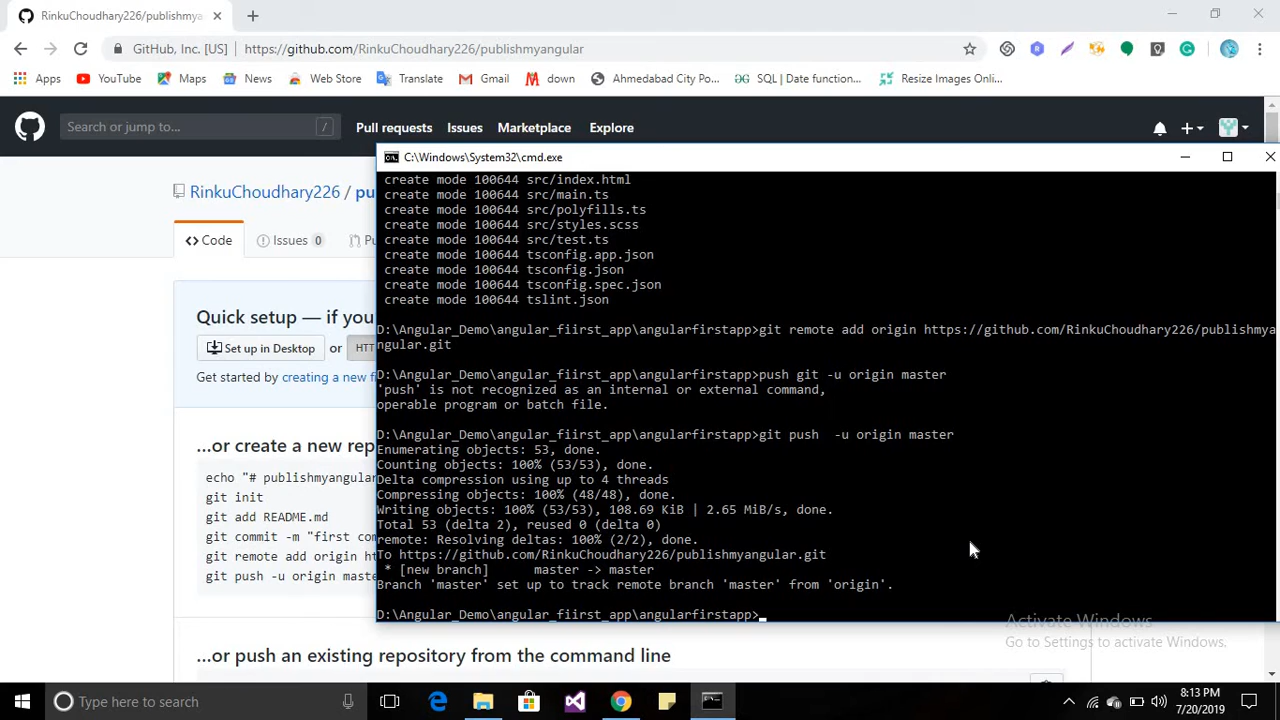 RinkuChoudhary226/publishmya
GitHub, Inc. [US] https://github.com/RinkuChoudhary226/publishmyangular
Apps YouTube Maps News Web Store Translate Gmail down Ahmedabad City Po... SQL | Date function... Resize Images Onli...
Search or jump to... / Pull requests Issues Marketplace Explore
C:\Windows\System32\cmd.exe
RinkuChoudhary226 /
Code Issues 0
Quick setup — if you
Set up in Desktop or
Get started by creating a new
...or create a new
echo "# publishmyangular
git init
git add README.md
git commit -m "first
git remote add origin
git push -u origin
create mode 100644 src/index.html
create mode 100644 src/main.ts
create mode 100644 src/polyfills.ts
create mode 100644 src/styles.scss
create mode 100644 src/test.ts
create mode 100644 tsconfig.app.json
create mode 100644 tsconfig.json
create mode 100644 tsconfig.spec.json
create mode 100644 tslint.json
D:\Angular_Demo\angular_fiirst_app\angularfirstapp>git remote add origin https://github.com/RinkuChoudhary226/publishmya
ngular.git
D:\Angular_Demo\angular_fiirst_app\angularfirstapp>push git -u origin master
'push' is not recognized as an internal or external command,
operable program or batch file.
D:\Angular_Demo\angular_fiirst_app\angularfirstapp>git push  -u origin master
Enumerating objects: 53, done.
Counting objects: 100% (53/53), done.
Delta compression using up to 4 threads
Compressing objects: 100% (48/48), done.
Writing objects: 100% (53/53), 108.69 KiB | 2.65 MiB/s, done.
Total 53 (delta 2), reused 0 (delta 0)
remote: Resolving deltas: 100% (2/2), done.
To https://github.com/RinkuChoudhary226/publishmyangular.git
* [new branch]      master -> master
Branch 'master' set up to track remote branch 'master' from 'origin'.
D:\Angular_Demo\angular_fiirst_app\angularfirstapp>
Activate Windows
Go to Settings to activate Windows.
...or push an existing repository from the command line
Type here to search
8:13 PM
7/20/2019